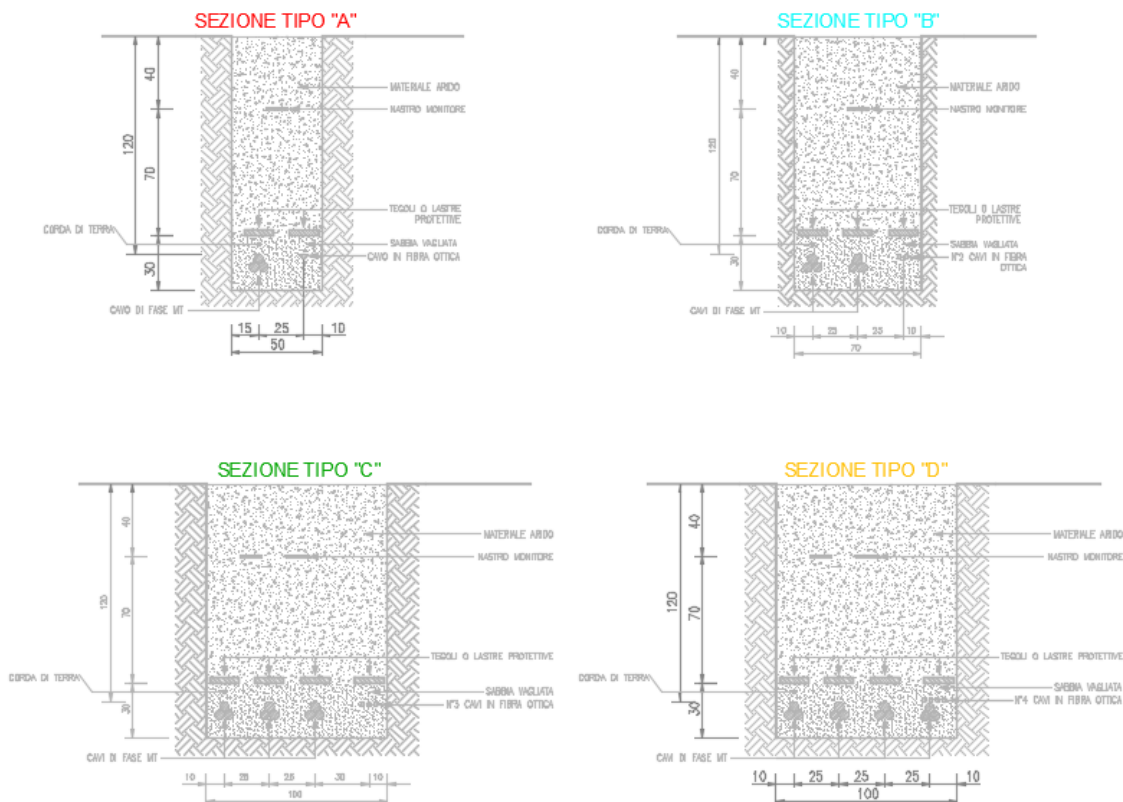 SEZIONE TIPO "A"
40
120
70
30
MATERIALE ARIDO
NASTRO MONITORE
TEGOLI O LASTRE
PROTETTIVE
CORDA DI TERRA
SABBIA VAGLIATA
CAVO IN FIBRA OTTICA
CAVO DI FASE MT
15 25 10
50
SEZIONE TIPO "B"
40
120
70
30
MATERIALE ARIDO
NASTRO MONITORE
TEGOLI O LASTRE
PROTETTIVE
CORDA DI TERRA
SABBIA VAGLIATA
N°2 CAVI IN FIBRA
OTTICA
CAVI DI FASE MT
10 25 25 10
70
SEZIONE TIPO "C"
40
120
70
30
MATERIALE ARIDO
NASTRO MONITORE
TEGOLI O LASTRE PROTETTIVE
CORDA DI TERRA
SABBIA VAGLIATA
N°3 CAVI IN FIBRA OTTICA
CAVI DI FASE MT
10 25 25 30 10
100
SEZIONE TIPO "D"
40
120
70
30
MATERIALE ARIDO
NASTRO MONITORE
TEGOLI O LASTRE PROTETTIVE
CORDA DI TERRA
SABBIA VAGLIATA
N°4 CAVI IN FIBRA OTTICA
CAVI DI FASE MT
10 25 25 25 10
100